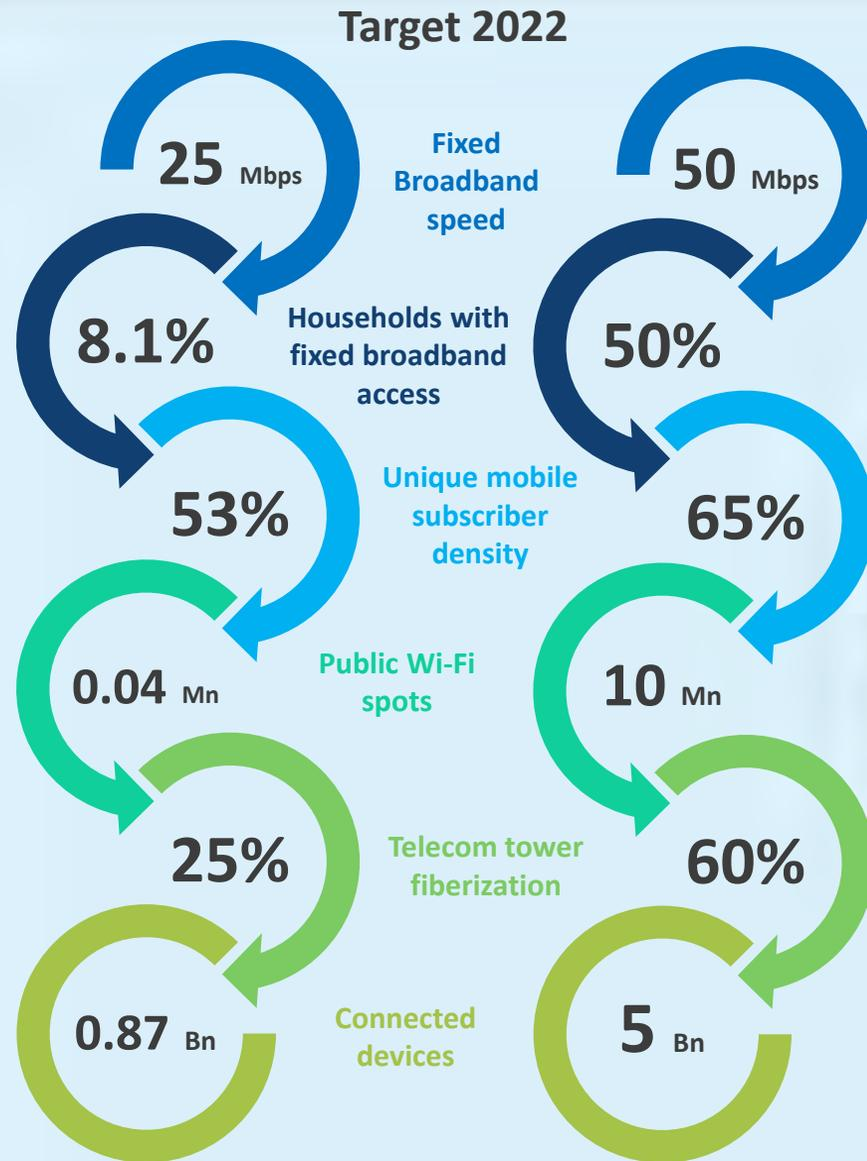 Target 2022
25 Mbps
Fixed
Broadband
speed
50 Mbps
8.1%
Households with
fixed broadband
access
50%
53%
Unique mobile
subscriber
density
65%
0.04 Mn
Public Wi-Fi
spots
10 Mn
25%
Telecom tower
fiberization
60%
0.87 Bn
Connected
devices
5 Bn